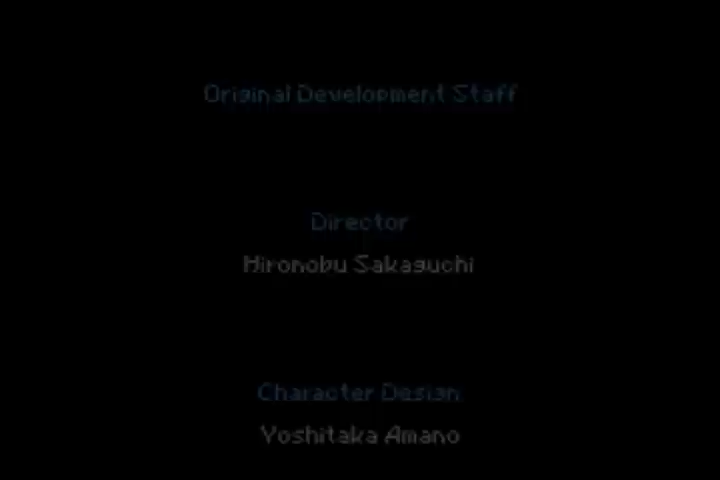 Original Development Staff
Director
Hironobu Sakaguchi
Character Design
Yoshitaka Amano